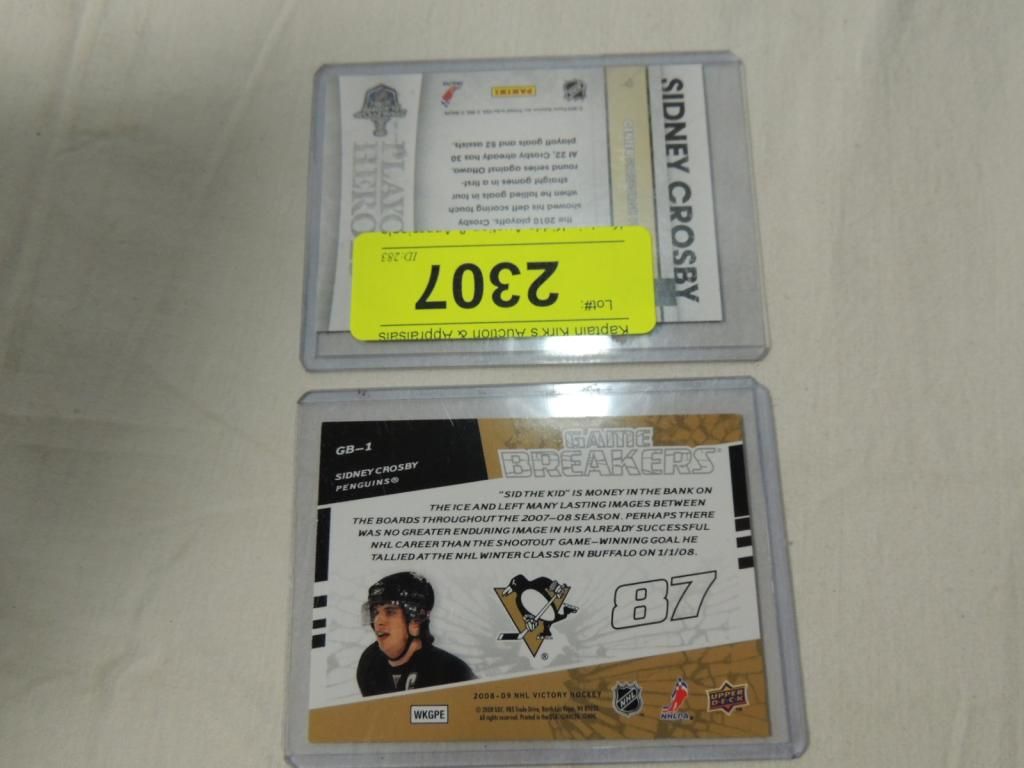 SIDNEY CROSBY
PANINI
PLAYO
HERO
the 2010 playoffs. Crosby
showed his deft scoring touch
when he tallied goals in four
straight games in a first-
round series against Ottawa.
At 22, Crosby already has 30
playoff goals and 52 assists.
Kaptain Kirk's Auction & Appraisals
Lot#:
2307
ID:283
GAME
BREAKERS
GB-1
SIDNEY CROSBY
PENGUINS®
"SID THE KID" IS MONEY IN THE BANK ON
THE ICE AND LEFT MANY LASTING IMAGES BETWEEN
THE BOARDS THROUGHOUT THE 2007-08 SEASON. PERHAPS THERE
WAS NO GREATER ENDURING IMAGE IN HIS ALREADY SUCCESSFUL
NHL CAREER THAN THE SHOOTOUT GAME-WINNING GOAL HE
TALLIED AT THE NHL WINTER CLASSIC IN BUFFALO ON 1/1/08.
87
2008-09 NHL VICTORY HOCKEY
WKGPE
NHL
NHLPA
UPPER
DECK